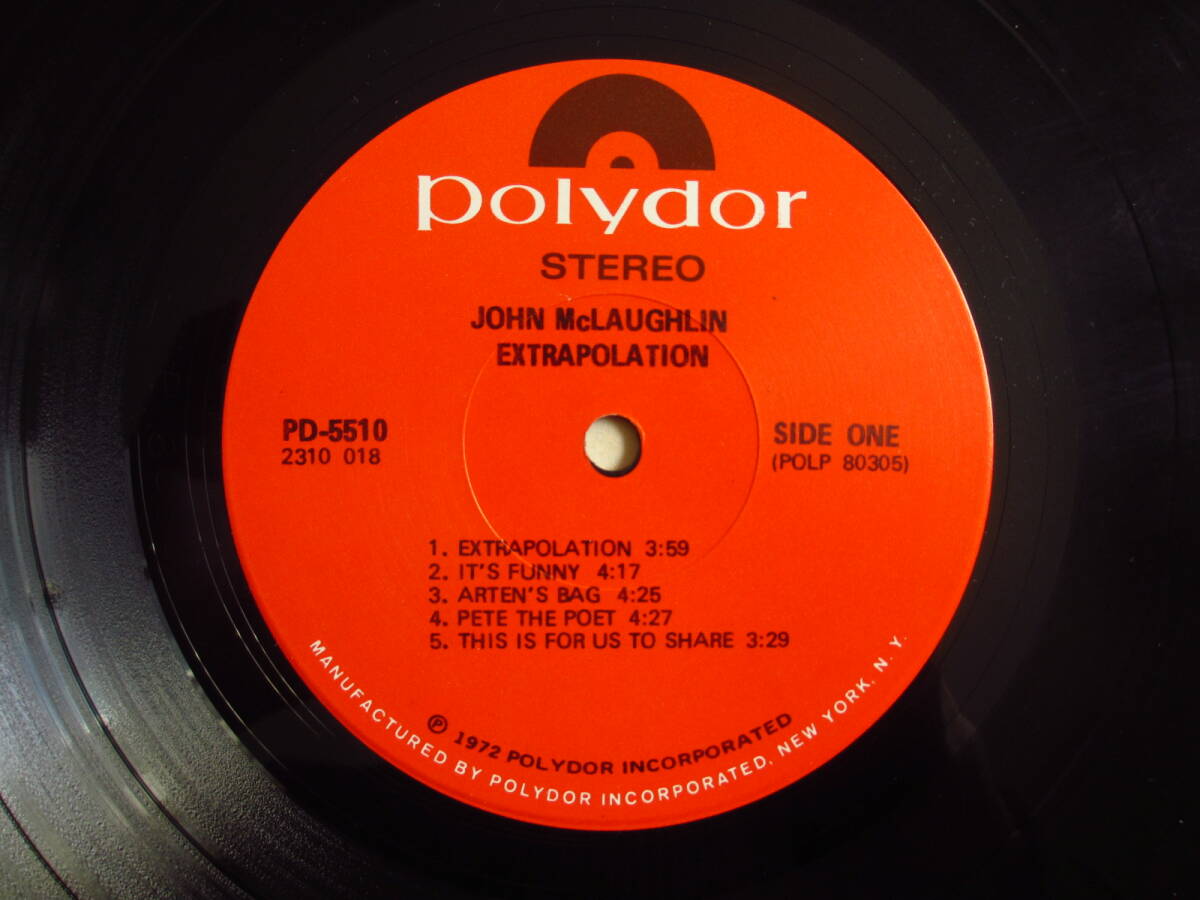 polydor
STEREO
JOHN McLAUGHLIN
EXTRAPOLATION
PD-5510
2310 018
SIDE ONE
(POLP 80305)
1. EXTRAPOLATION 3:59
2. IT'S FUNNY 4:17
3. ARTEN'S BAG 4:25
4. PETE THE POET 4:27
5. THIS IS FOR US TO SHARE 3:29
℗ 1972 POLYDOR INCORPORATED
MANUFACTURED BY POLYDOR INCORPORATED, NEW YORK, N.Y.